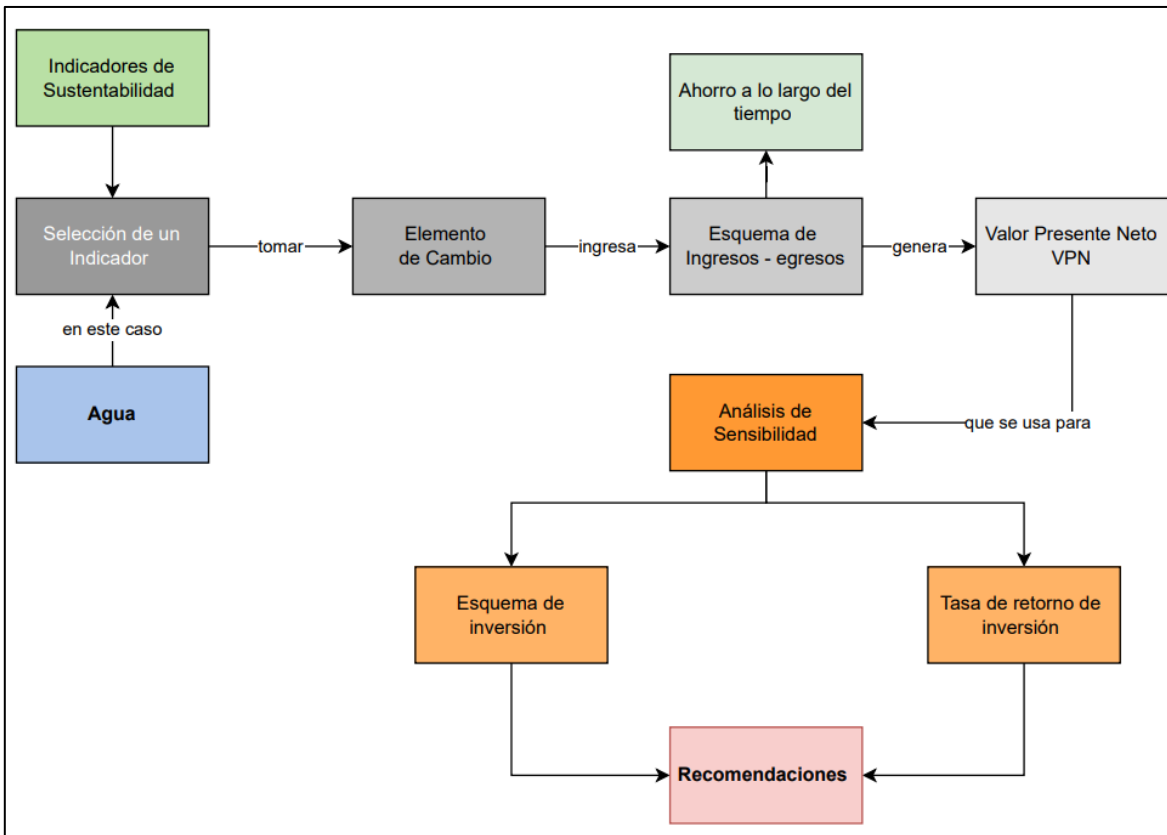 Indicadores de
Sustentabilidad
Ahorro a lo largo del
tiempo
Selección de un
Indicador
tomar
Elemento
de Cambio
ingresa
Esquema de
Ingresos - egresos
genera
Valor Presente Neto
VPN
en este caso
Agua
Análisis de
Sensibilidad
que se usa para
Esquema de
inversión
Tasa de retorno de
inversión
Recomendaciones